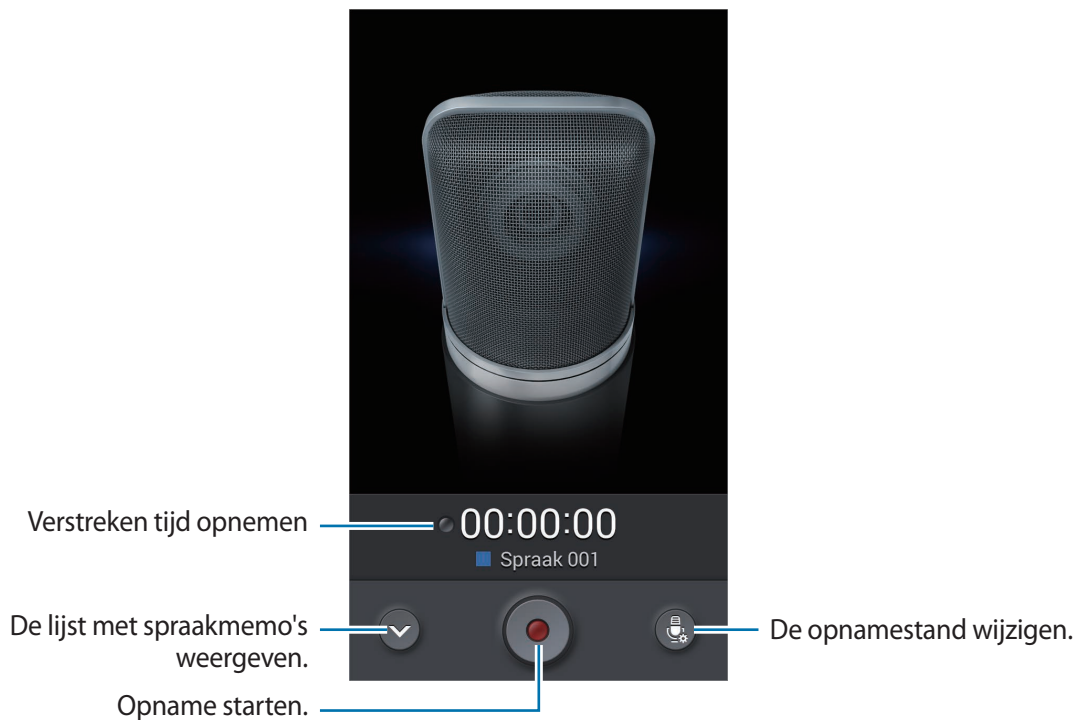 Verstreken tijd opnemen
00:00:00
Spraak 001
De lijst met spraakmemo's
weergeven.
De opnamestand wijzigen.
Opname starten.